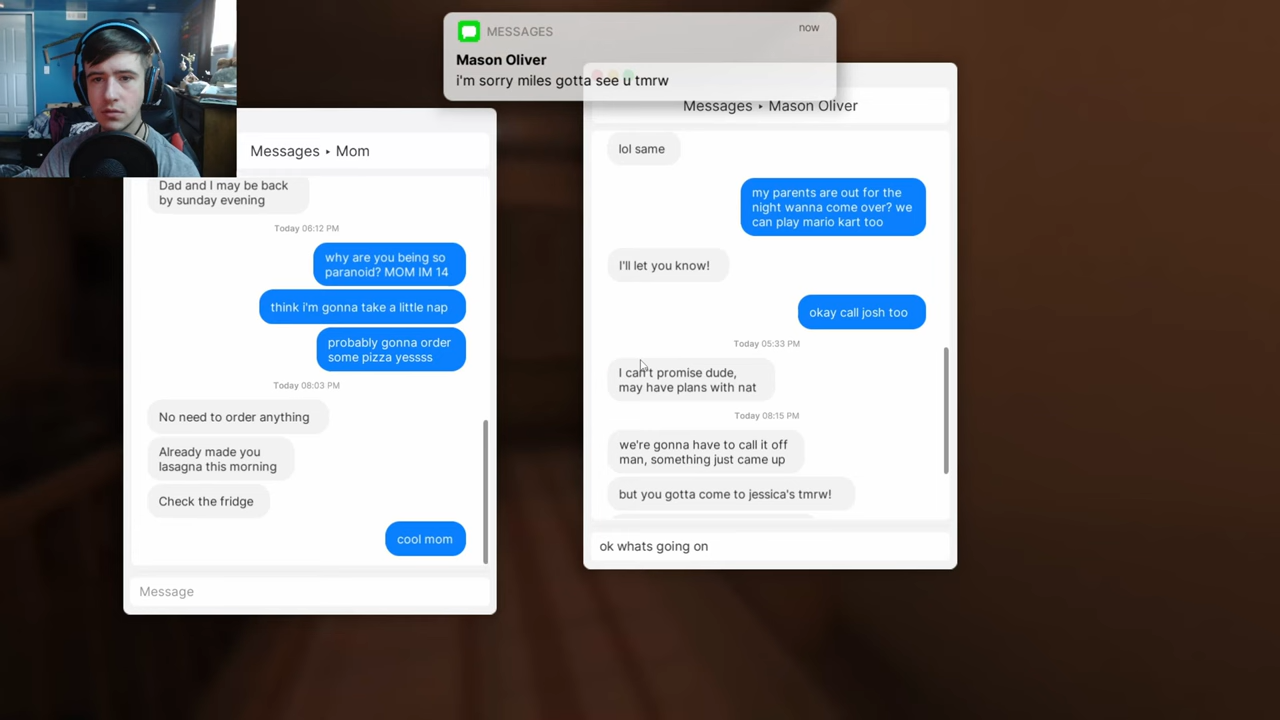 MESSAGES
now
Mason Oliver
i'm sorry miles gotta see u tmrw
Messages ▸ Mom
Dad and I may be back
by sunday evening
Today 06:12 PM
why are you being so
paranoid? MOM IM 14
think i'm gonna take a little nap
probably gonna order
some pizza yessss
Today 08:03 PM
No need to order anything
Already made you
lasagna this morning
Check the fridge
cool mom
Message
Messages ▸ Mason Oliver
lol same
my parents are out for the
night wanna come over? we
can play mario kart too
I'll let you know!
okay call josh too
Today 05:33 PM
I can't promise dude,
may have plans with nat
Today 08:15 PM
we're gonna have to call it off
man, something just came up
but you gotta come to jessica's tmrw!
ok whats going on